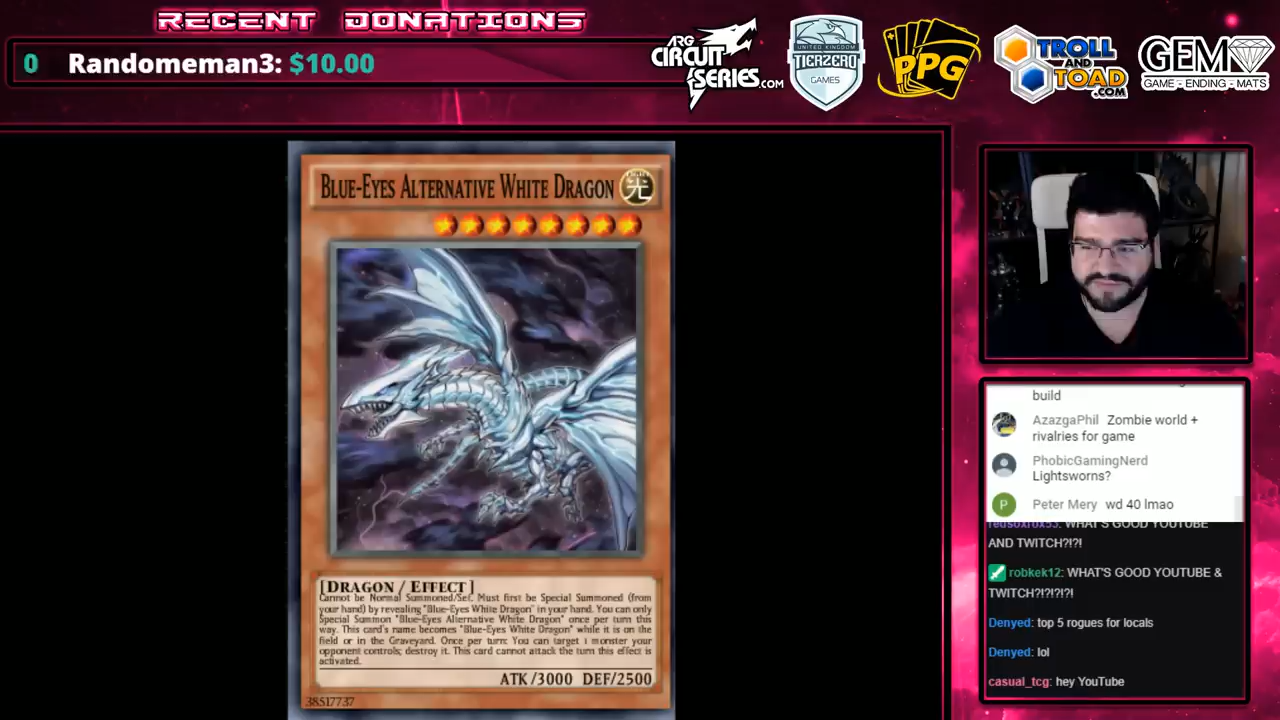 RECENT DONATIONS
0 Randomeman3: $10.00
ARG
CIRCUIT
SERIES.COM
UNITED KINGDOM
TIERZERO
GAMES
PPG
TROLL
AND
TOAD
.COM
GEM
GAME - ENDING - MATS
BLUE-EYES ALTERNATIVE WHITE DRAGON
LIGHT
光
[DRAGON / EFFECT]
Cannot be Normal Summoned/Set. Must first be Special Summoned (from
your hand) by revealing "Blue-Eyes White Dragon" in your hand. You can only
Special Summon "Blue-Eyes Alternative White Dragon" once per turn this
way. This card's name becomes "Blue-Eyes White Dragon" while it is on the
field or in the Graveyard. Once per turn: You can target 1 monster your
opponent controls; destroy it. This card cannot attack the turn this effect is
activated.
ATK/3000 DEF/2500
38517737
build
AzazgaPhil Zombie world +
rivalries for game
PhobicGamingNerd
Lightsworns?
P Peter Mery wd 40 lmao
WHAT'S GOOD YOUTUBE
AND TWITCH?!?!
robkek12: WHAT'S GOOD YOUTUBE &
TWITCH?!?!?!?!
Denyed: top 5 rogues for locals
Denyed: lol
casual_tcg: hey YouTube